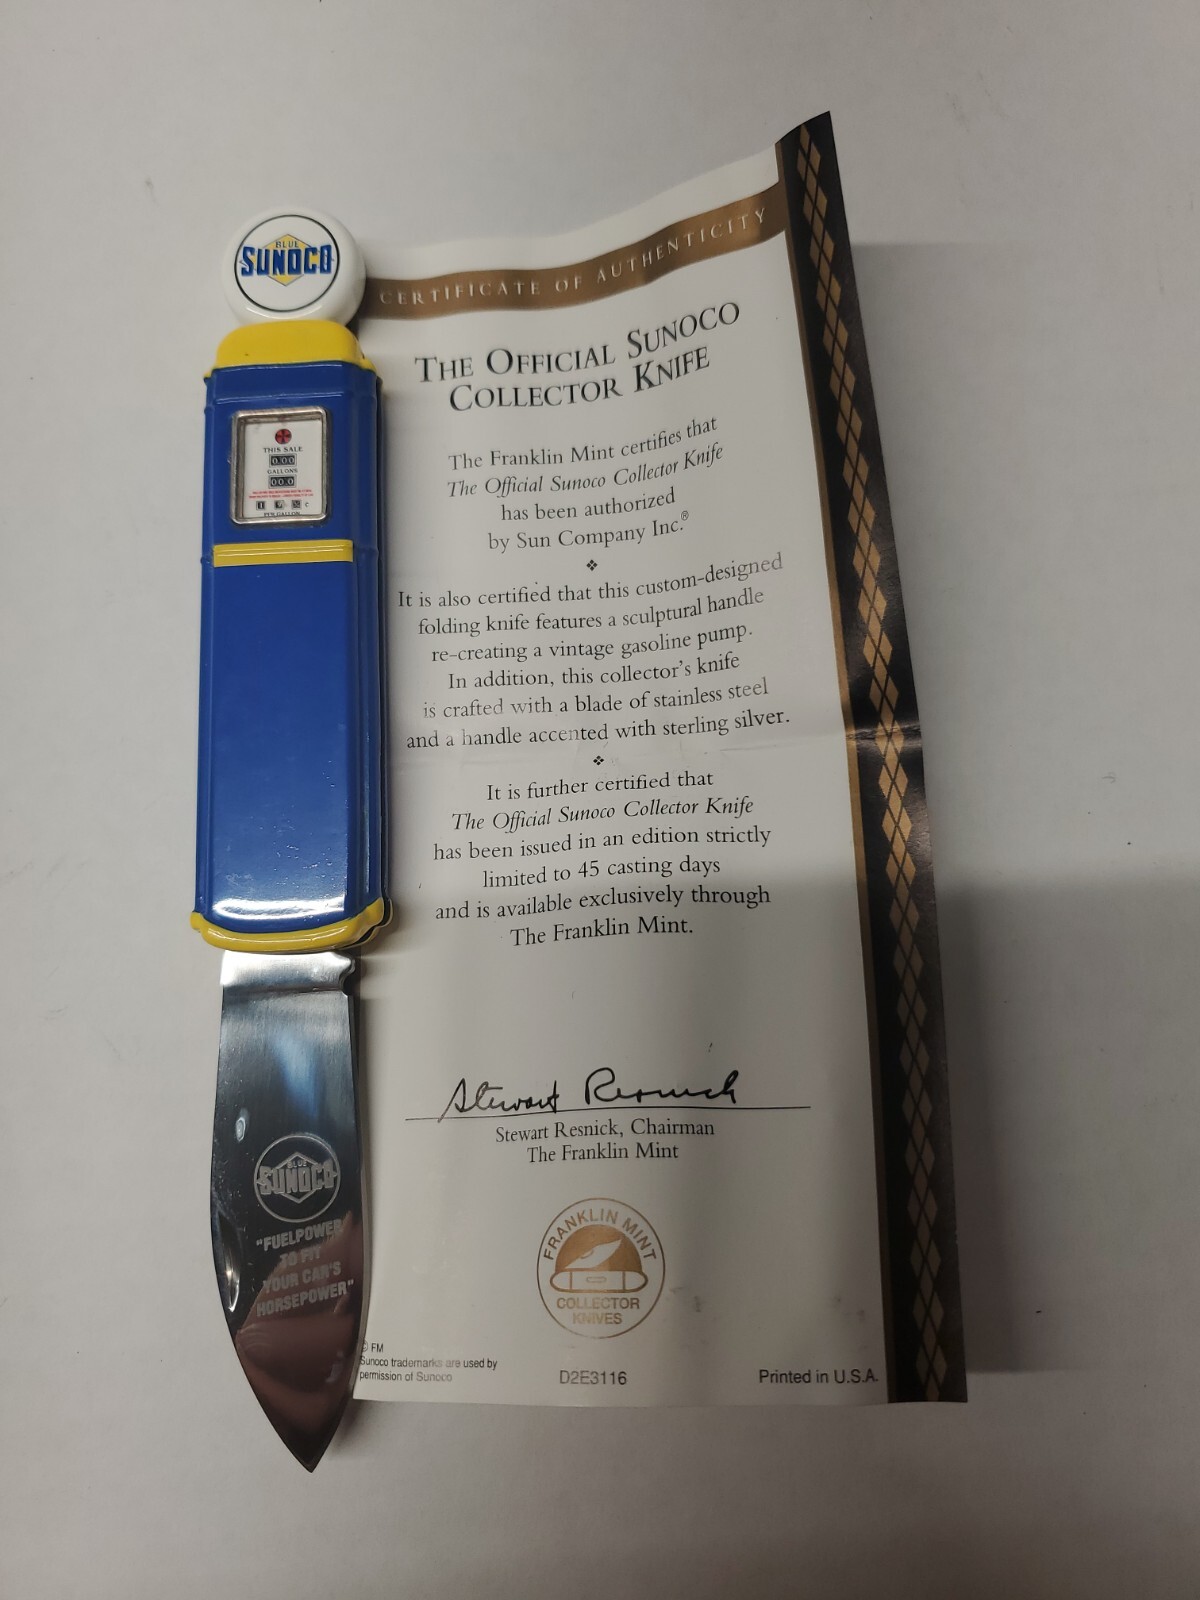 BLUE
SUNOCO
THIS SALE
0.00
GALLONS
00.0
PER GALLON
BLUE
SUNOCO
"FUELPOWER
TO FIT
YOUR CAR'S
HORSEPOWER"
CERTIFICATE OF AUTHENTICITY
THE OFFICIAL SUNOCO
COLLECTOR KNIFE
The Franklin Mint certifies that
The Official Sunoco Collector Knife
has been authorized
by Sun Company Inc.®
It is also certified that this custom-designed
folding knife features a sculptural handle
re-creating a vintage gasoline pump.
In addition, this collector's knife
is crafted with a blade of stainless steel
and a handle accented with sterling silver.
It is further certified that
The Official Sunoco Collector Knife
has been issued in an edition strictly
limited to 45 casting days
and is available exclusively through
The Franklin Mint.
Stewart Resnick
Stewart Resnick, Chairman
The Franklin Mint
FRANKLIN MINT
COLLECTOR
KNIVES
© FM
Sunoco trademarks are used by
permission of Sunoco
D2E3116
Printed in U.S.A.